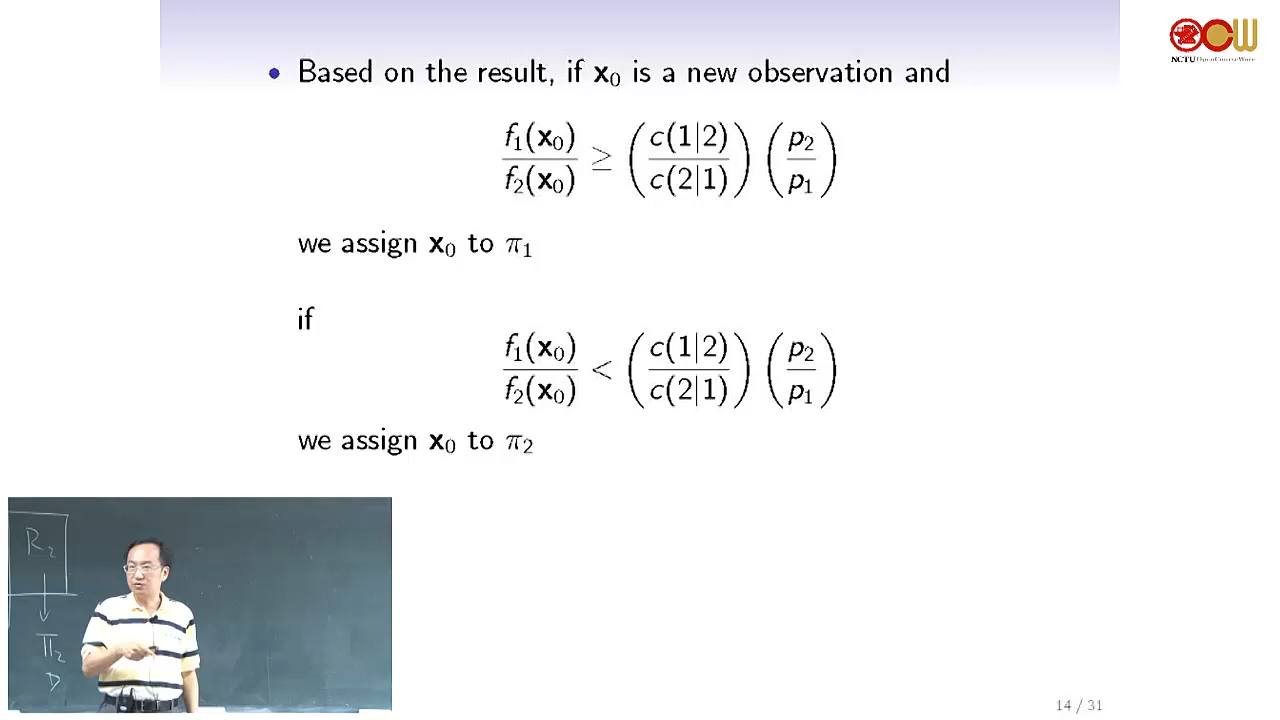 NCTU OpenCourseWare
• Based on the result, if x₀ is a new observation and
f₁(x₀) / f₂(x₀) ≥ (c(1|2) / c(2|1)) (p₂ / p₁)
we assign x₀ to π₁
if
f₁(x₀) / f₂(x₀) < (c(1|2) / c(2|1)) (p₂ / p₁)
we assign x₀ to π₂
R₂
↓
π₂
14 / 31